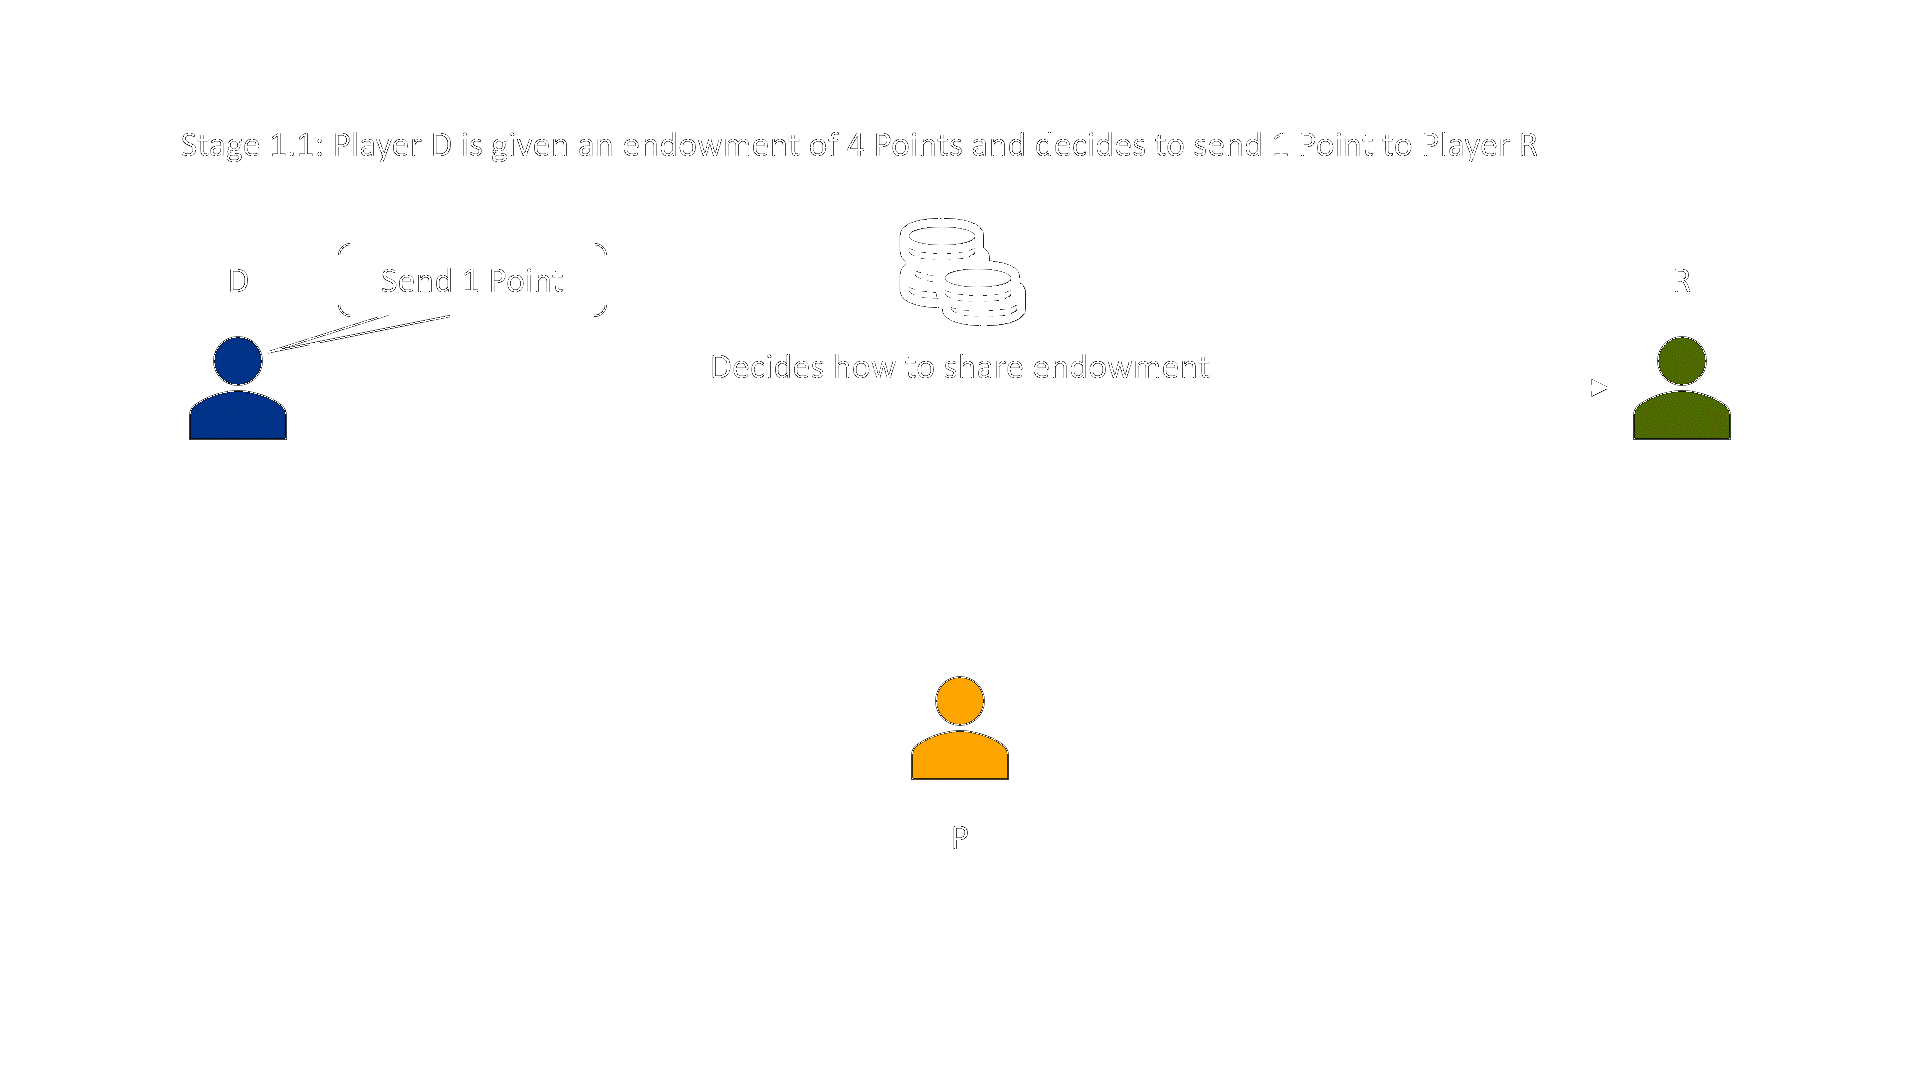 Stage 1.1: Player D is given an endowment of 4 Points and decides to send 1 Point to Player R
D
Send 1 Point
R
Decides how to share endowment
P